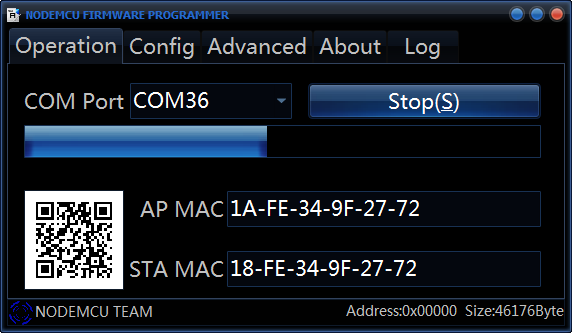 NODEMCU FIRMWARE PROGRAMMER
Operation Config Advanced About Log
COM Port COM36 Stop(S)
AP MAC 1A-FE-34-9F-27-72
STA MAC 18-FE-34-9F-27-72
NODEMCU TEAM Address:0x00000 Size:46176Byte